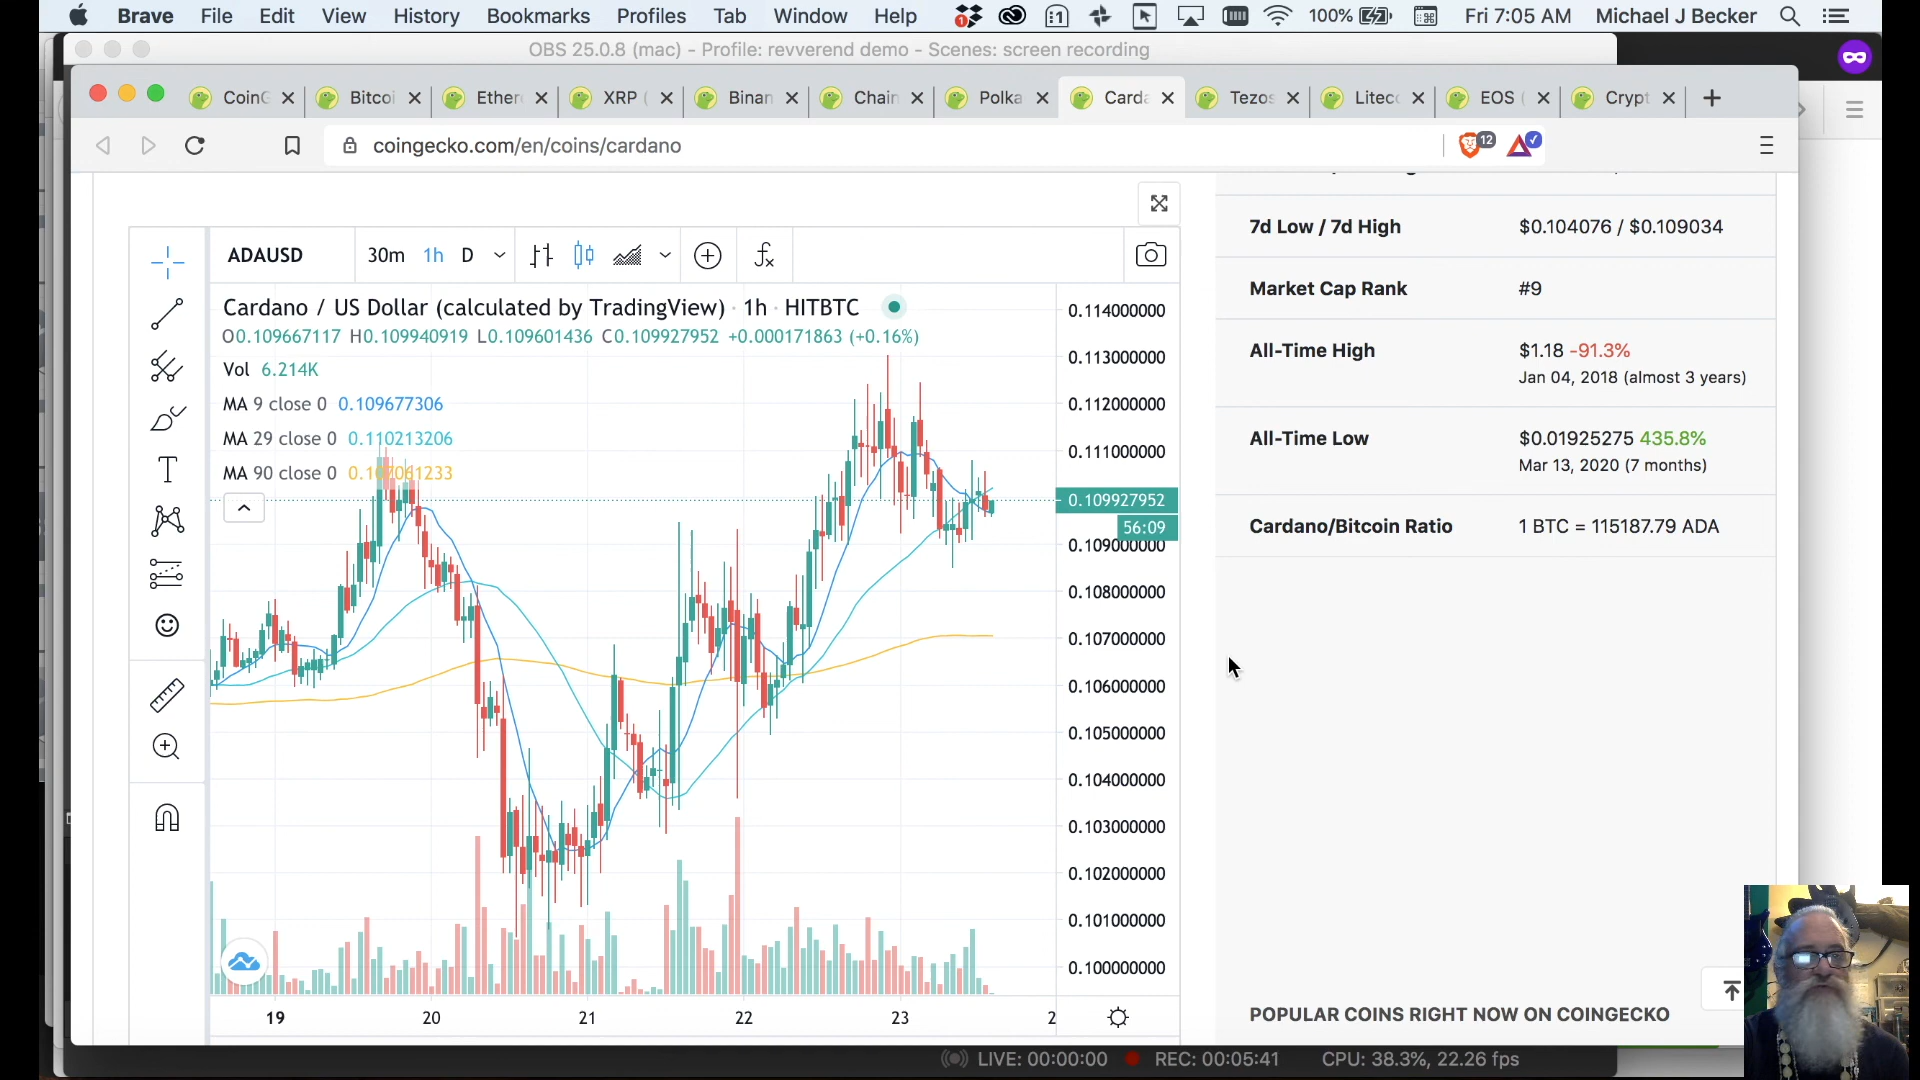 Brave File Edit View History Bookmarks Profiles Tab Window Help 1 100% Fri 7:05 AM Michael J Becker
OBS 25.0.8 (mac) - Profile: revverend demo - Scenes: screen recording
CoinG Bitcoi Ether XRP ( Binan Chain Polka Carda Tezos Litec EOS ( Crypt
coingecko.com/en/coins/cardano 12
7d Low / 7d High $0.104076 / $0.109034
ADAUSD 30m 1h D
Market Cap Rank #9
Cardano / US Dollar (calculated by TradingView) · 1h · HITBTC
O0.109667117 H0.109940919 L0.109601436 C0.109927952 +0.000171863 (+0.16%)
All-Time High $1.18 -91.3%
Jan 04, 2018 (almost 3 years)
Vol 6.214K
MA 9 close 0 0.109677306
MA 29 close 0 0.110213206
MA 90 close 0 0.107061233
All-Time Low $0.01925275 435.8%
Mar 13, 2020 (7 months)
Cardano/Bitcoin Ratio 1 BTC = 115187.79 ADA
0.114000000
0.113000000
0.112000000
0.111000000
0.109927952
56:09
0.109000000
0.108000000
0.107000000
0.106000000
0.105000000
0.104000000
0.103000000
0.102000000
0.101000000
0.100000000
19 20 21 22 23 2
POPULAR COINS RIGHT NOW ON COINGECKO
LIVE: 00:00:00 REC: 00:05:41 CPU: 38.3%, 22.26 fps